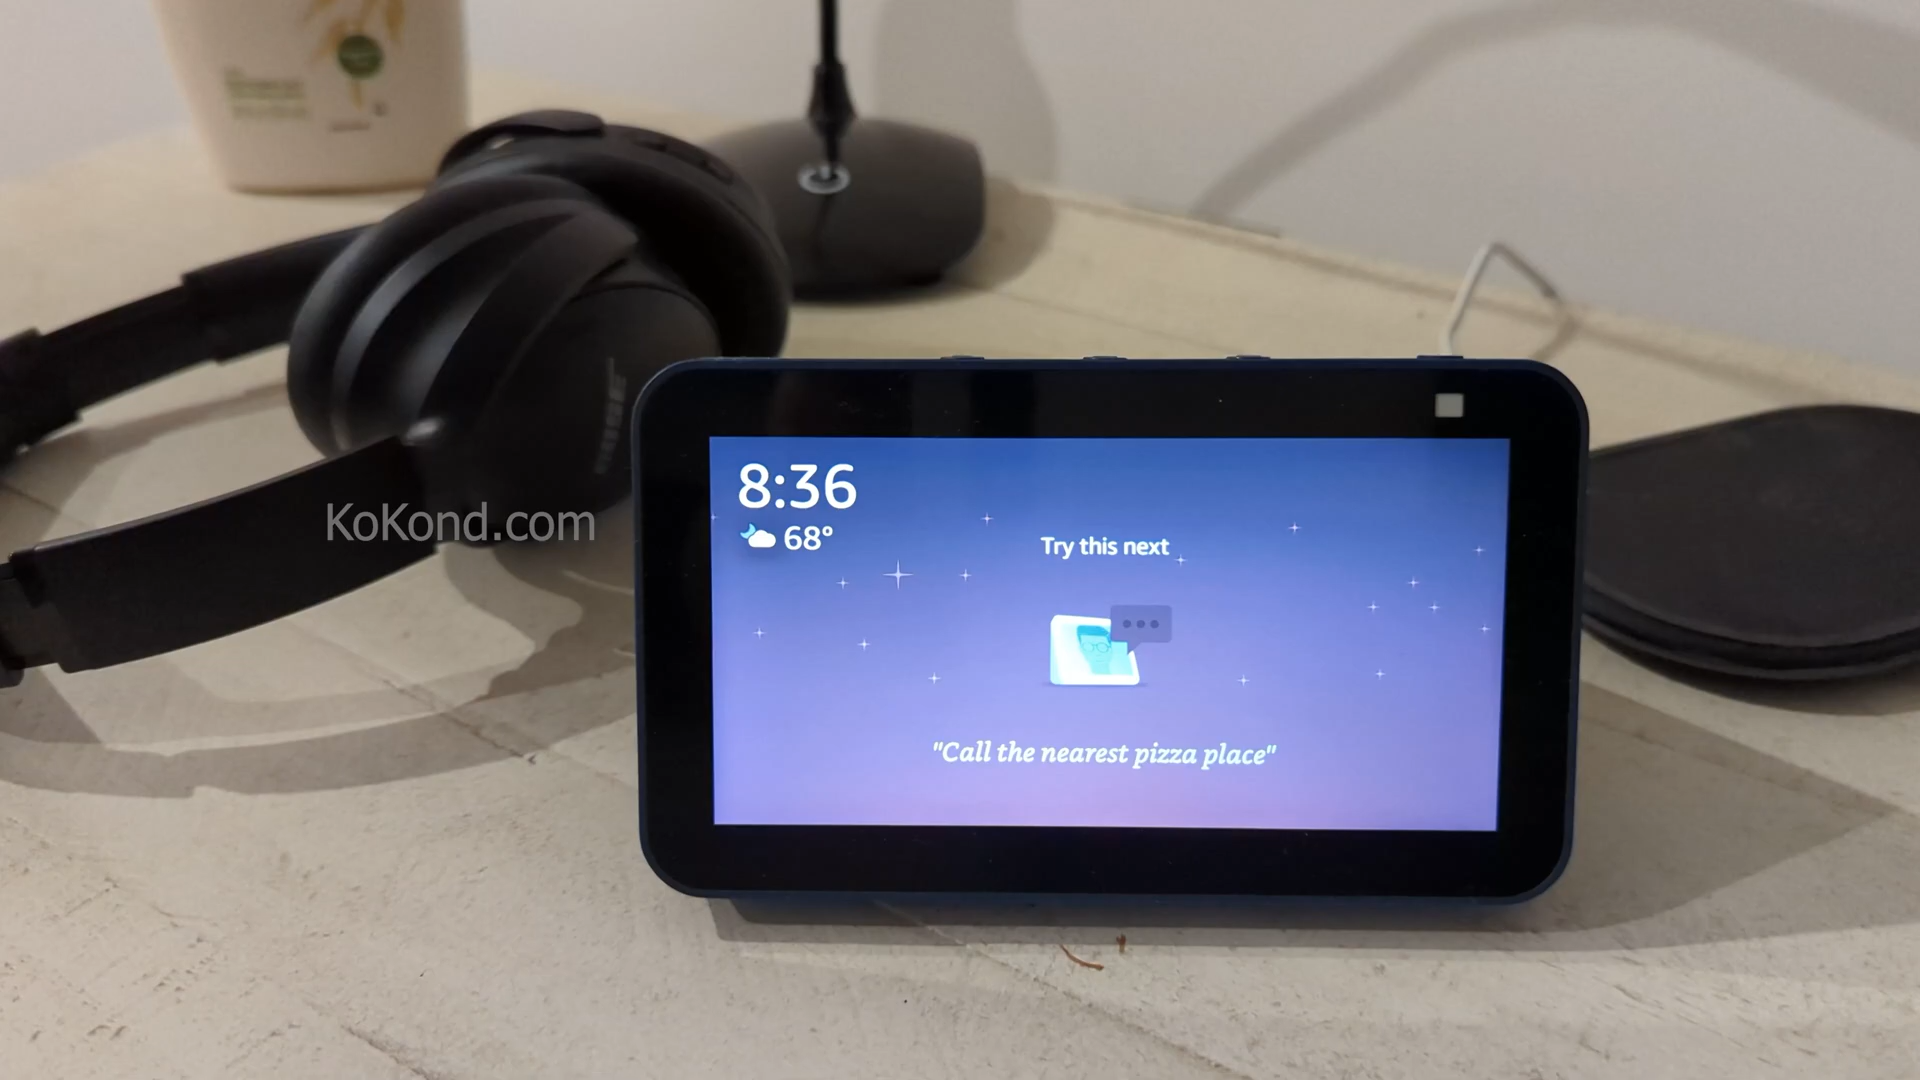 KoKond.com
8:36
68°
Try this next
"Call the nearest pizza place"